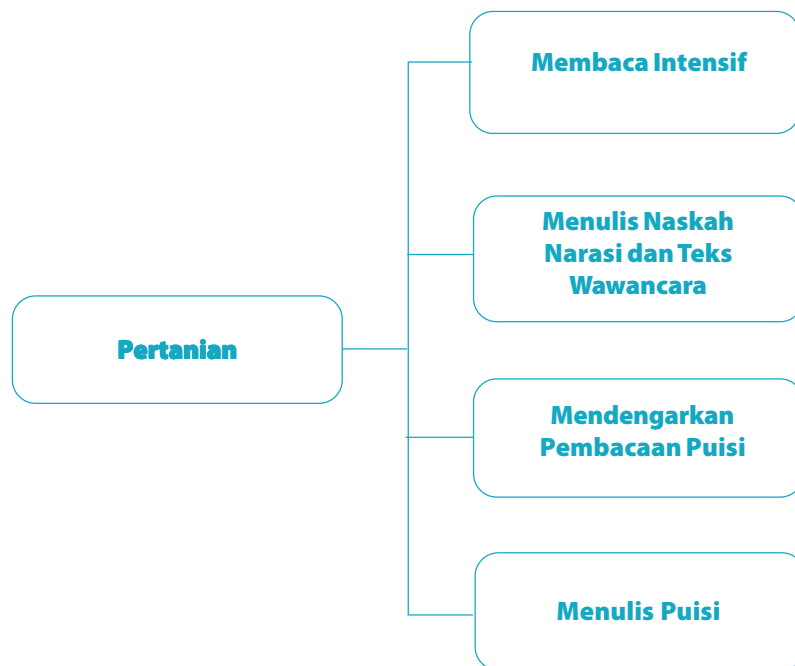 Membaca Intensif
Menulis Naskah
Narasi dan Teks
Wawancara
Pertanian
Mendengarkan
Pembacaan Puisi
Menulis Puisi